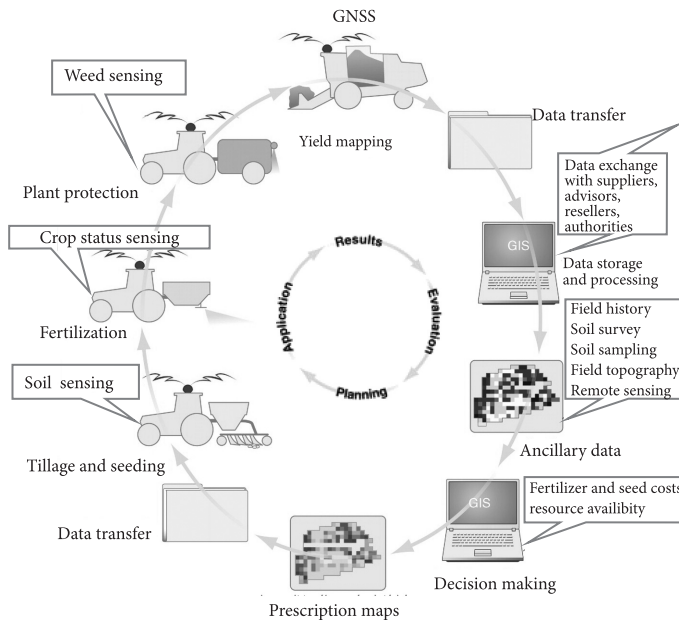 GNSS
Weed sensing
Yield mapping
Data transfer
Plant protection
Data exchange
with suppliers,
advisors,
resellers,
authorities
Crop status sensing
GIS
Data storage
and processing
Results
Evaluation
Planning
Application
Fertilization
Field history
Soil survey
Soil sampling
Field topography
Remote sensing
Soil sensing
Ancillary data
Tillage and seeding
GIS
Fertilizer and seed costs
resource availibity
Data transfer
Decision making
Prescription maps